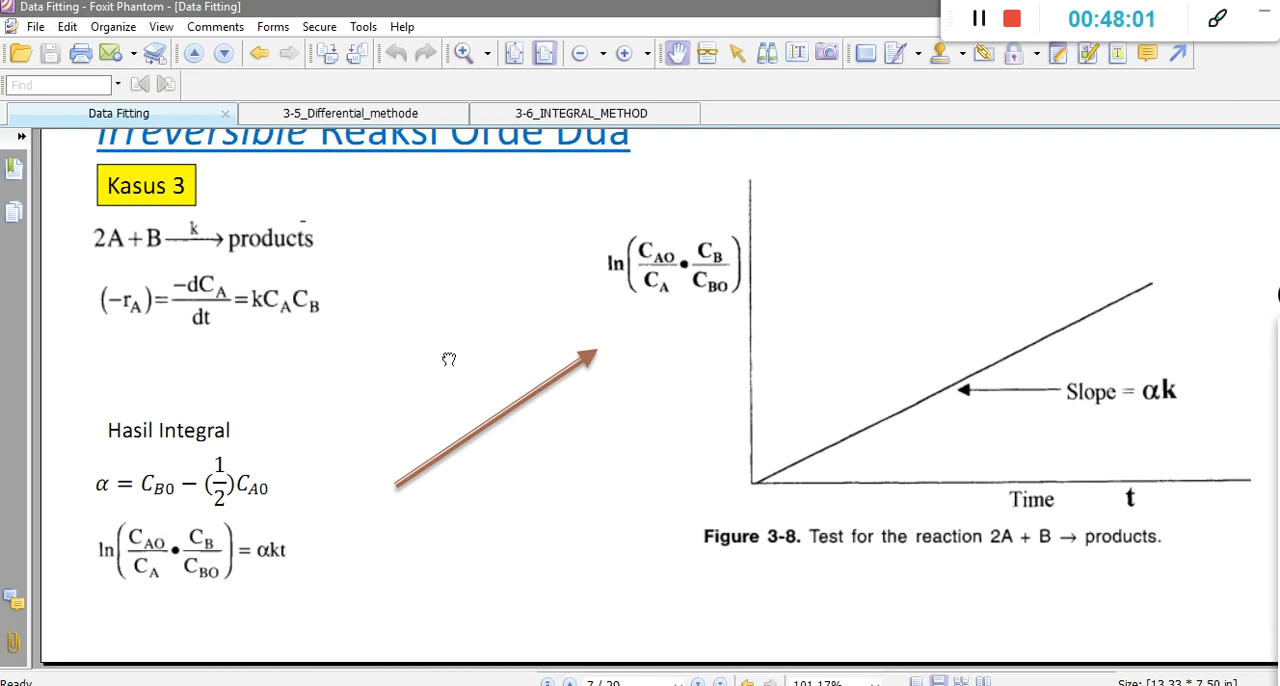 Data Fitting - Foxit Phantom - [Data Fitting]
File Edit View Organize Comments Forms Secure Tools Help
00:48:01
Find
Data Fitting
3-5_Differential_methode
3-6_INTEGRAL_METHOD
Irreversible Reaksi Orde Dua
Kasus 3
2A + B —k→ products
(−rA) = −dCA/dt = kCACB
Hasil Integral
α = CB0 − (1/2)CA0
ln(CAO/CA • CB/CBO) = αkt
ln(CAO/CA • CB/CBO)
Slope = αk
Time t
Figure 3-8. Test for the reaction 2A + B → products.
Ready
7 / 29
101.17%
Size: [13.33 * 7.50 in]